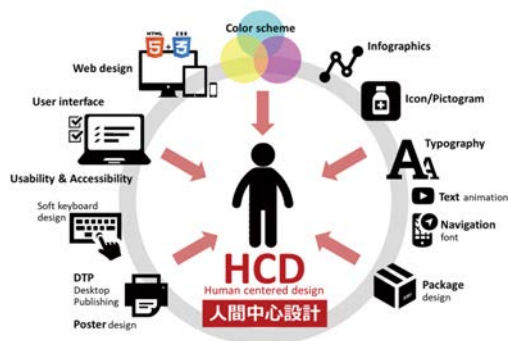 Color scheme
HTML
5
+
CSS
3
Web design
Infographics
Icon/Pictogram
User interface
Typography
AA
Usability & Accessibility
Text animation
Soft keyboard
design
Navigation
font
HCD
Human centered design
人間中心設計
DTP
Desktop
Publishing
Poster design
Package
design